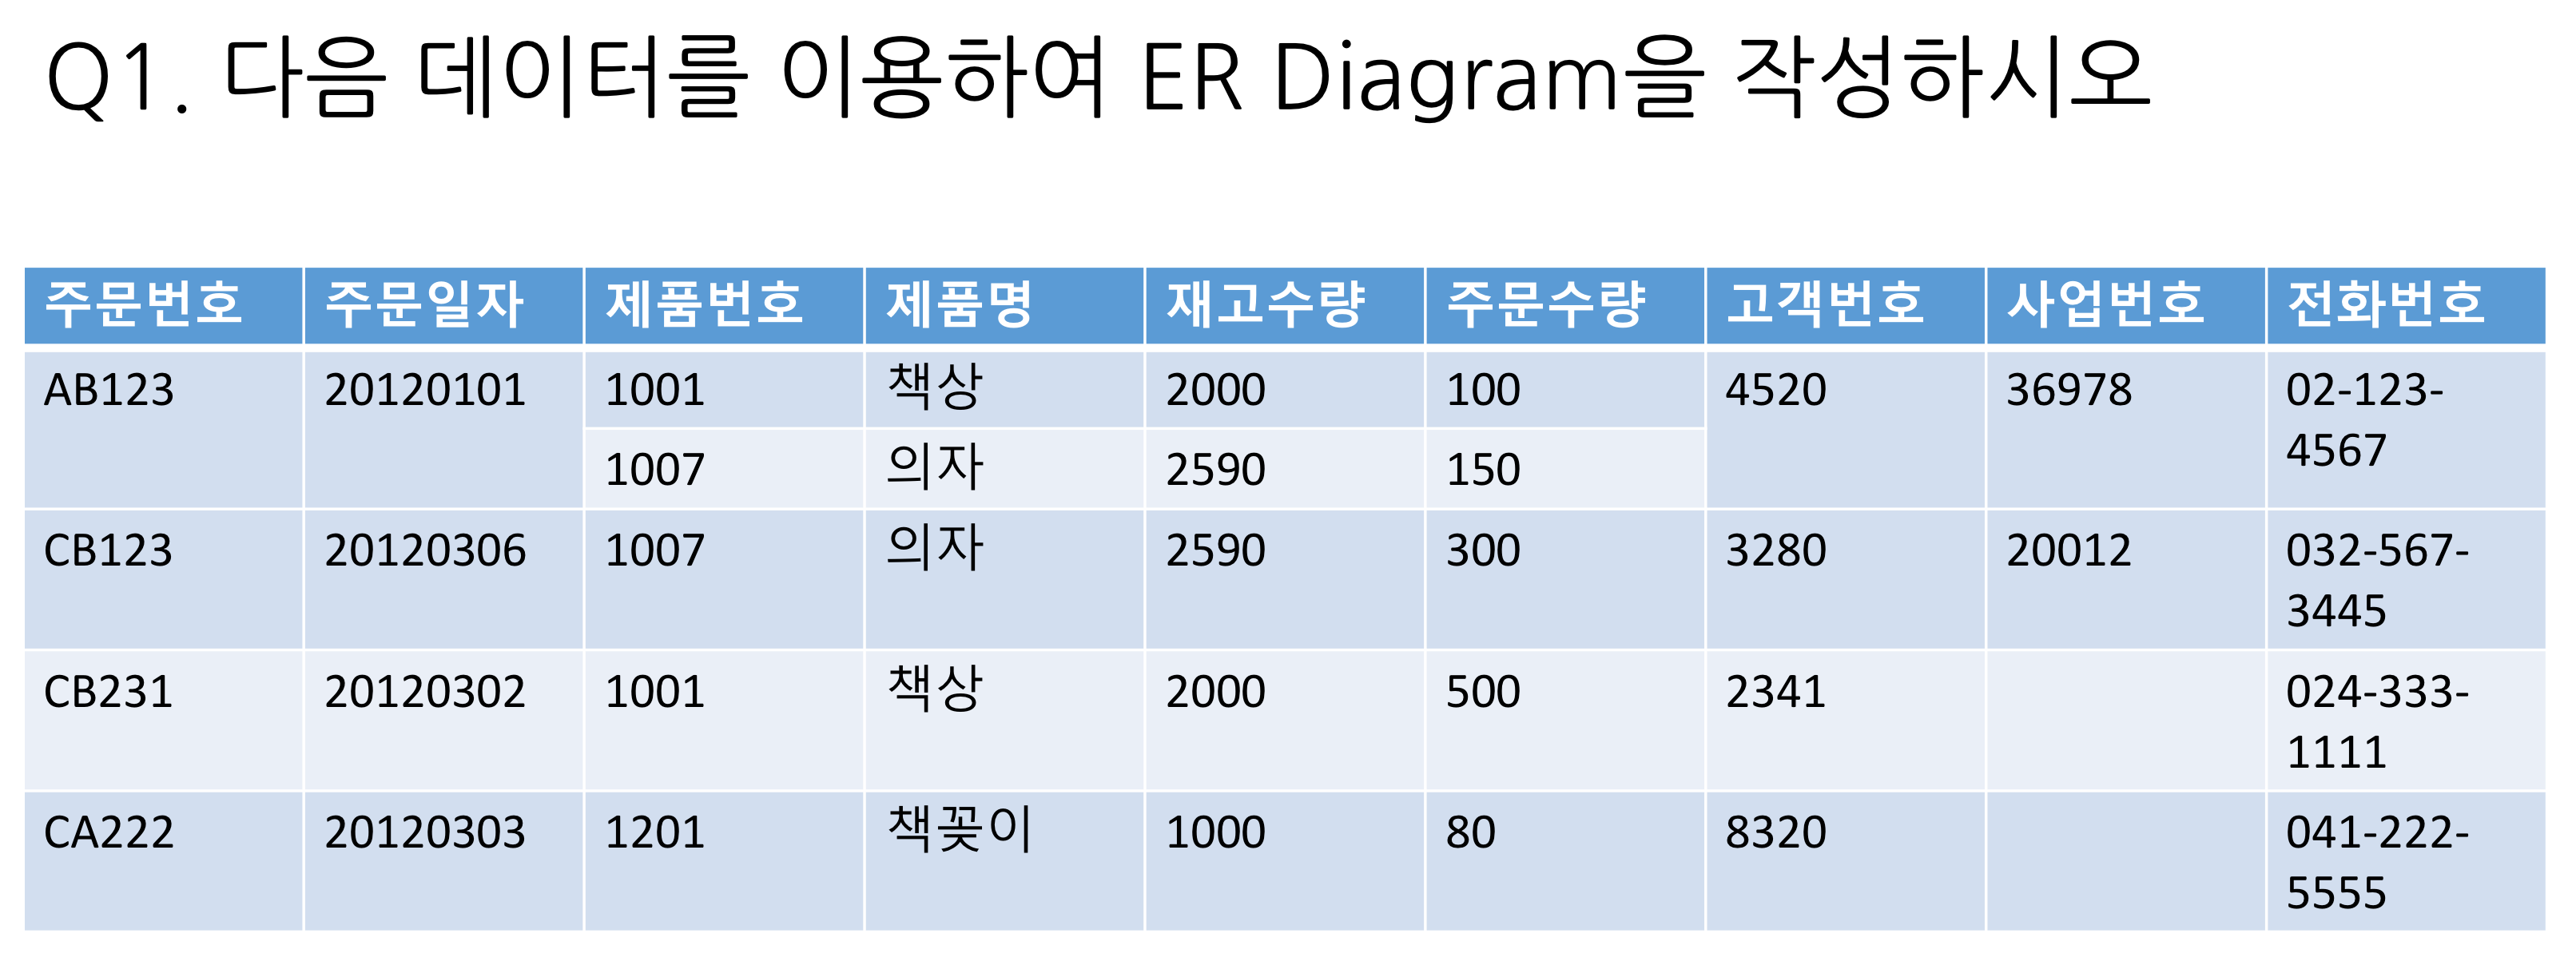 Q1. 다음 데이터를 이용하여 ER Diagram을 작성하시오
주문번호 주문일자 제품번호 제품명 재고수량 주문수량 고객번호 사업번호 전화번호
AB123 20120101 1001 책상 2000 100 4520 36978 02-123-
4567
1007 의자 2590 150
CB123 20120306 1007 의자 2590 300 3280 20012 032-567-
3445
CB231 20120302 1001 책상 2000 500 2341 024-333-
1111
CA222 20120303 1201 책꽂이 1000 80 8320 041-222-
5555